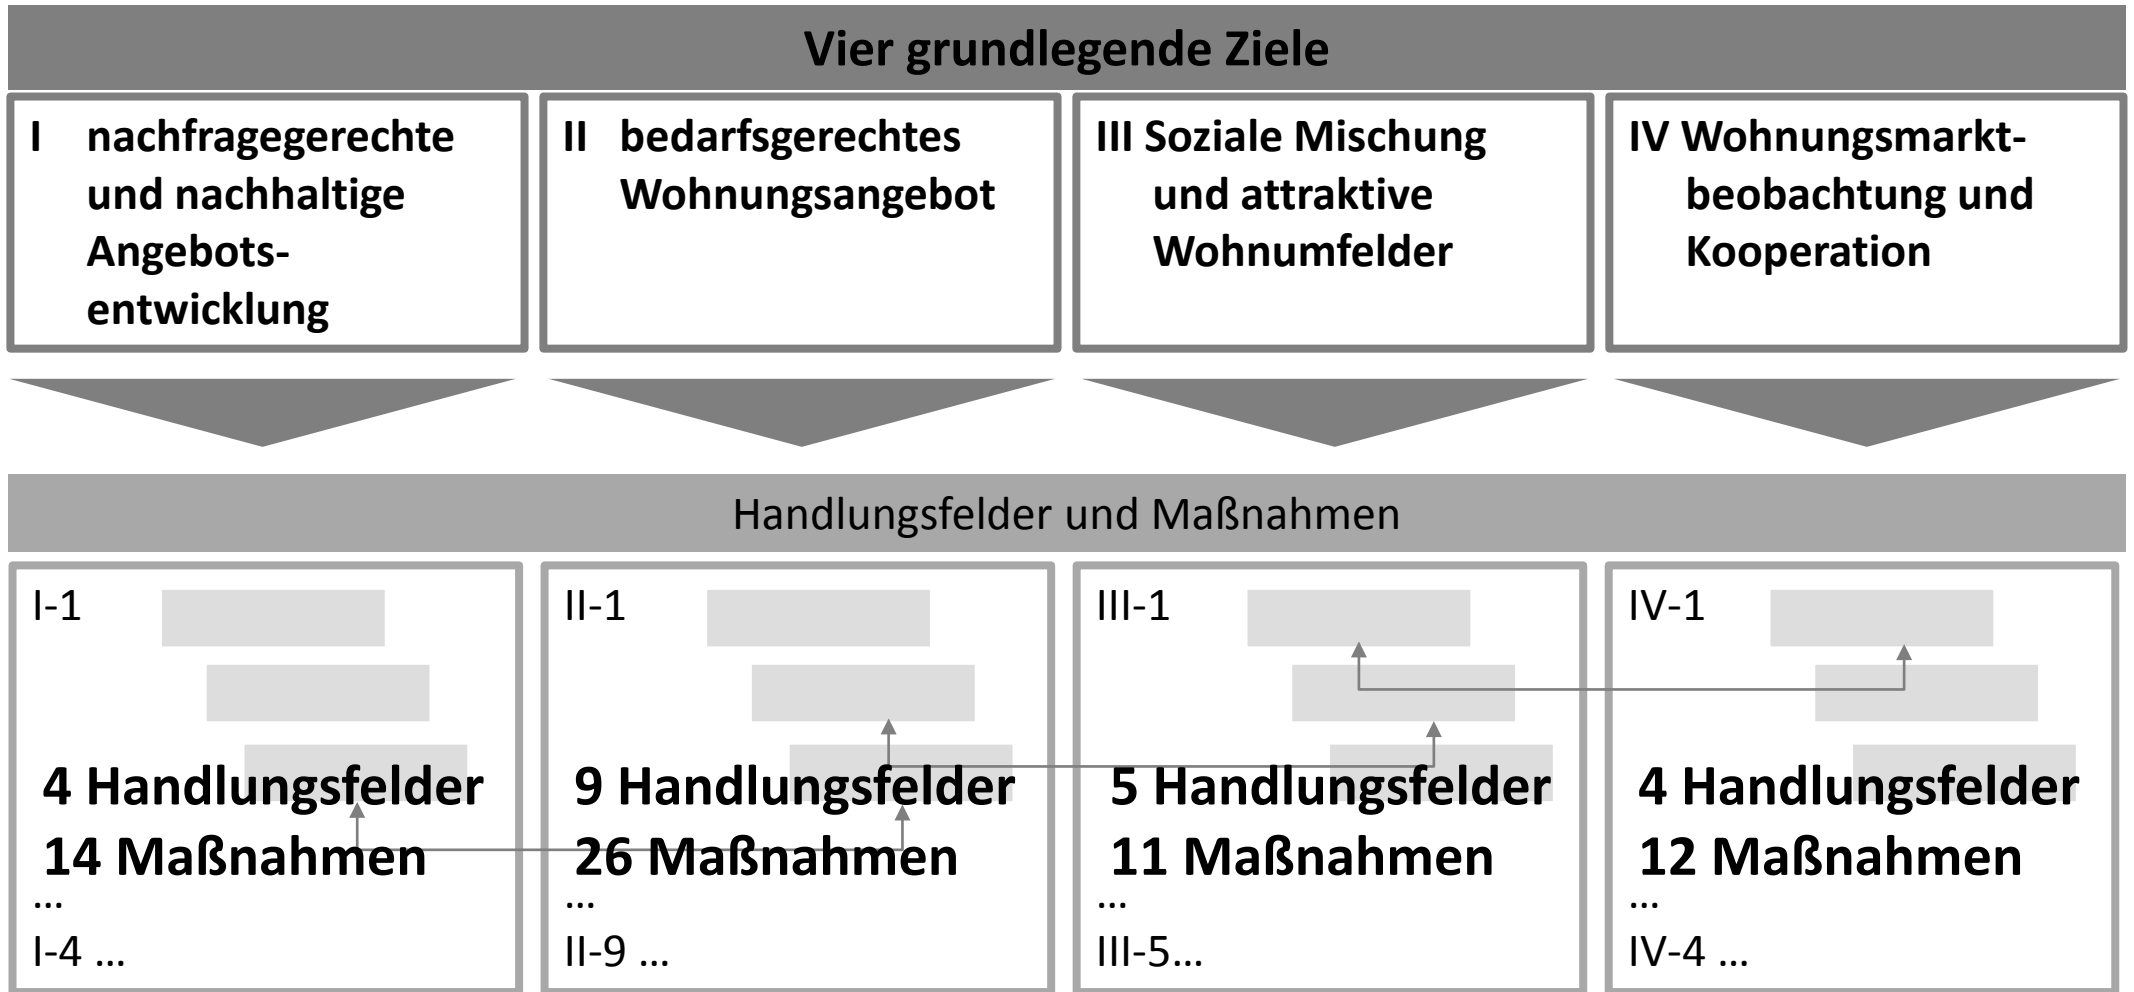 Vier grundlegende Ziele
I nachfragegerechte
und nachhaltige
Angebots-
entwicklung
II bedarfsgerechtes
Wohnungsangebot
III Soziale Mischung
und attraktive
Wohnumfelder
IV Wohnungsmarkt-
beobachtung und
Kooperation
Handlungsfelder und Maßnahmen
I-1
4 Handlungsfelder
14 Maßnahmen
...
I-4 ...
II-1
9 Handlungsfelder
26 Maßnahmen
...
II-9 ...
III-1
5 Handlungsfelder
11 Maßnahmen
...
III-5...
IV-1
4 Handlungsfelder
12 Maßnahmen
...
IV-4 ...